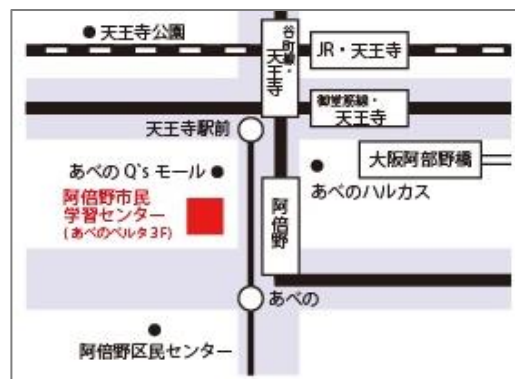 天王寺公園
谷町線・
天王寺
JR・天王寺
御堂筋線・
天王寺
天王寺駅前
大阪阿部野橋
あべのQ`sモール
あべのハルカス
阿倍野市民
学習センター
(あべのベルタ3F)
阿倍野
あべの
阿倍野区民センター